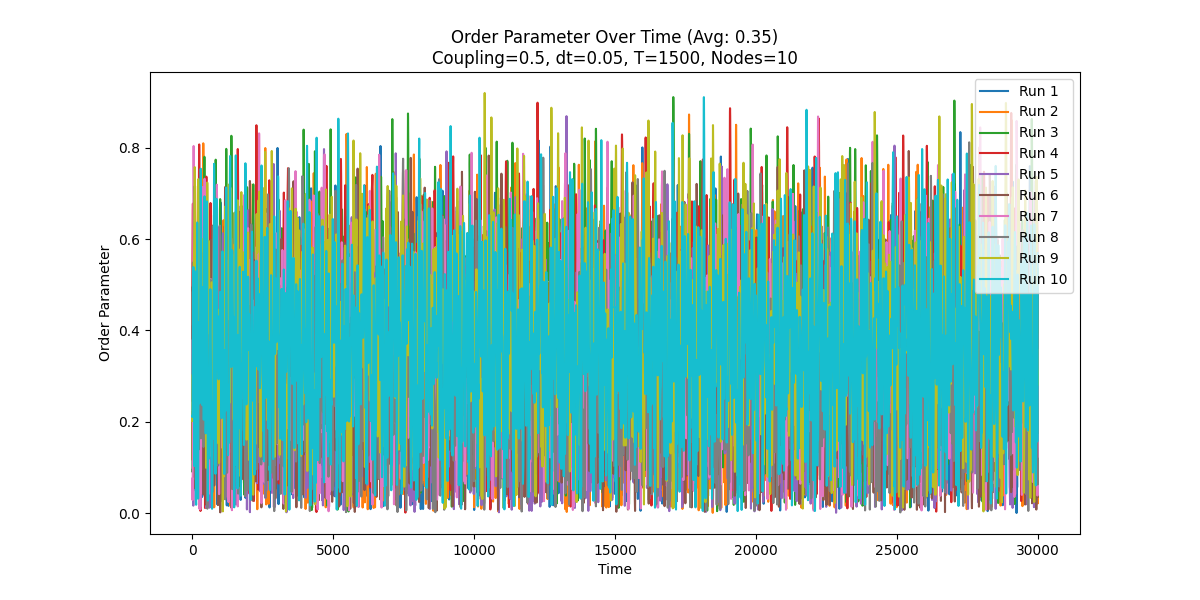 Order Parameter Over Time (Avg: 0.35)
Coupling=0.5, dt=0.05, T=1500, Nodes=10
Order Parameter
0.8
0.6
0.4
0.2
0.0
Run 1
Run 2
Run 3
Run 4
Run 5
Run 6
Run 7
Run 8
Run 9
Run 10
0 5000 10000 15000 20000 25000 30000
Time